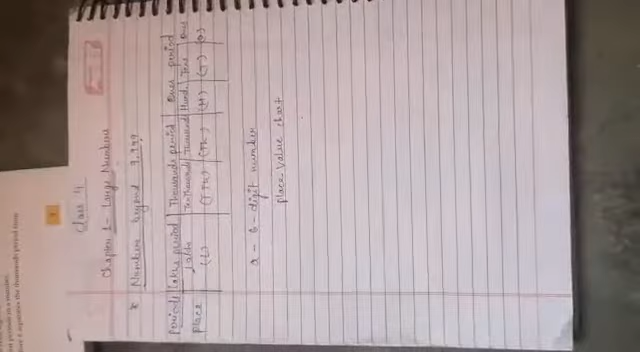 Class 4
Chapter 1 - Large Numbers
* Numbers beyond 9,999
Periods Lakhs period Thousands period Ones period
Place Lakhs Ten Thousands Thousand Hund. Tens Ones
(L) (T Th) (Th) (H) (T) (O)
a - 6 - digit number
place value chart